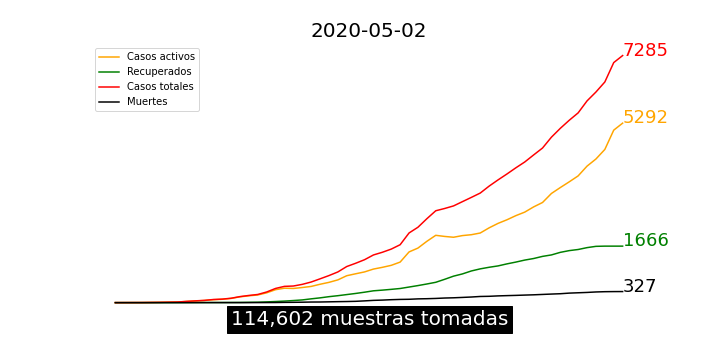 2020-05-02
Casos activos
Recuperados
Casos totales
Muertes
7285
5292
1666
327
114,602 muestras tomadas